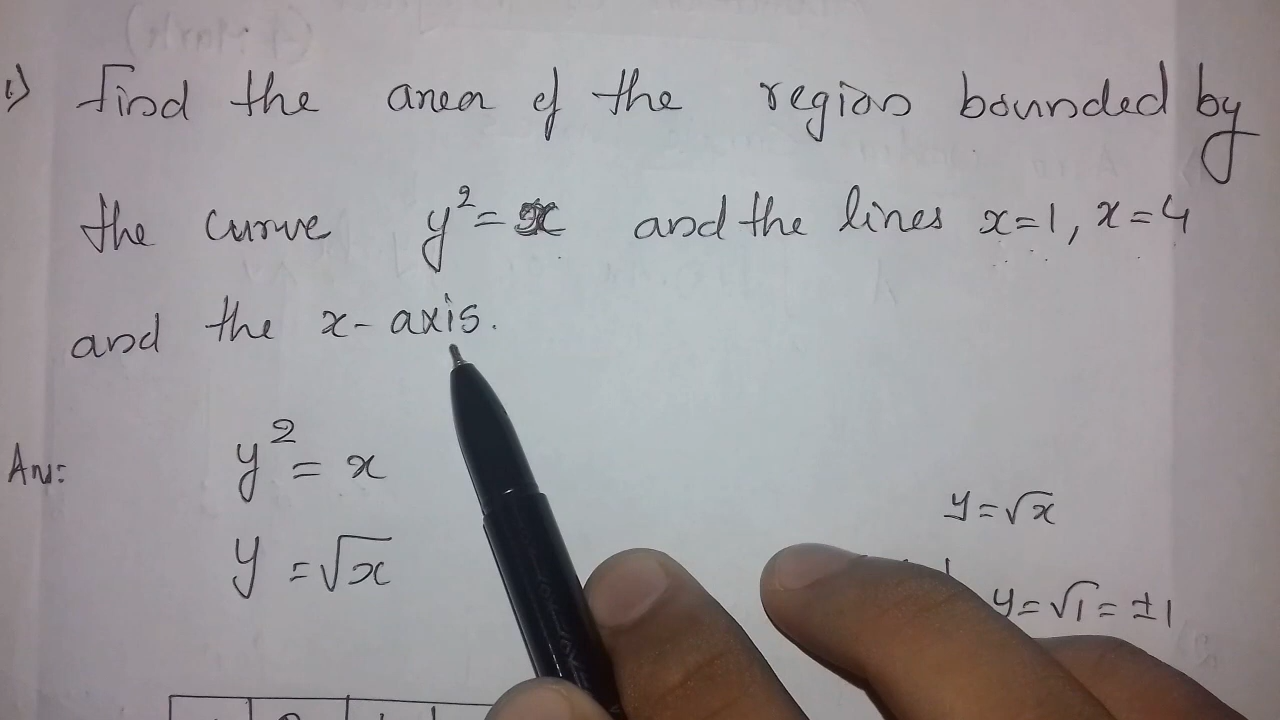 1) Find the area of the region bounded by
the curve y²=x and the lines x=1, x=4
and the x-axis.
Ans: y² = x
y = √x
y = √x
y = √1 = ±1